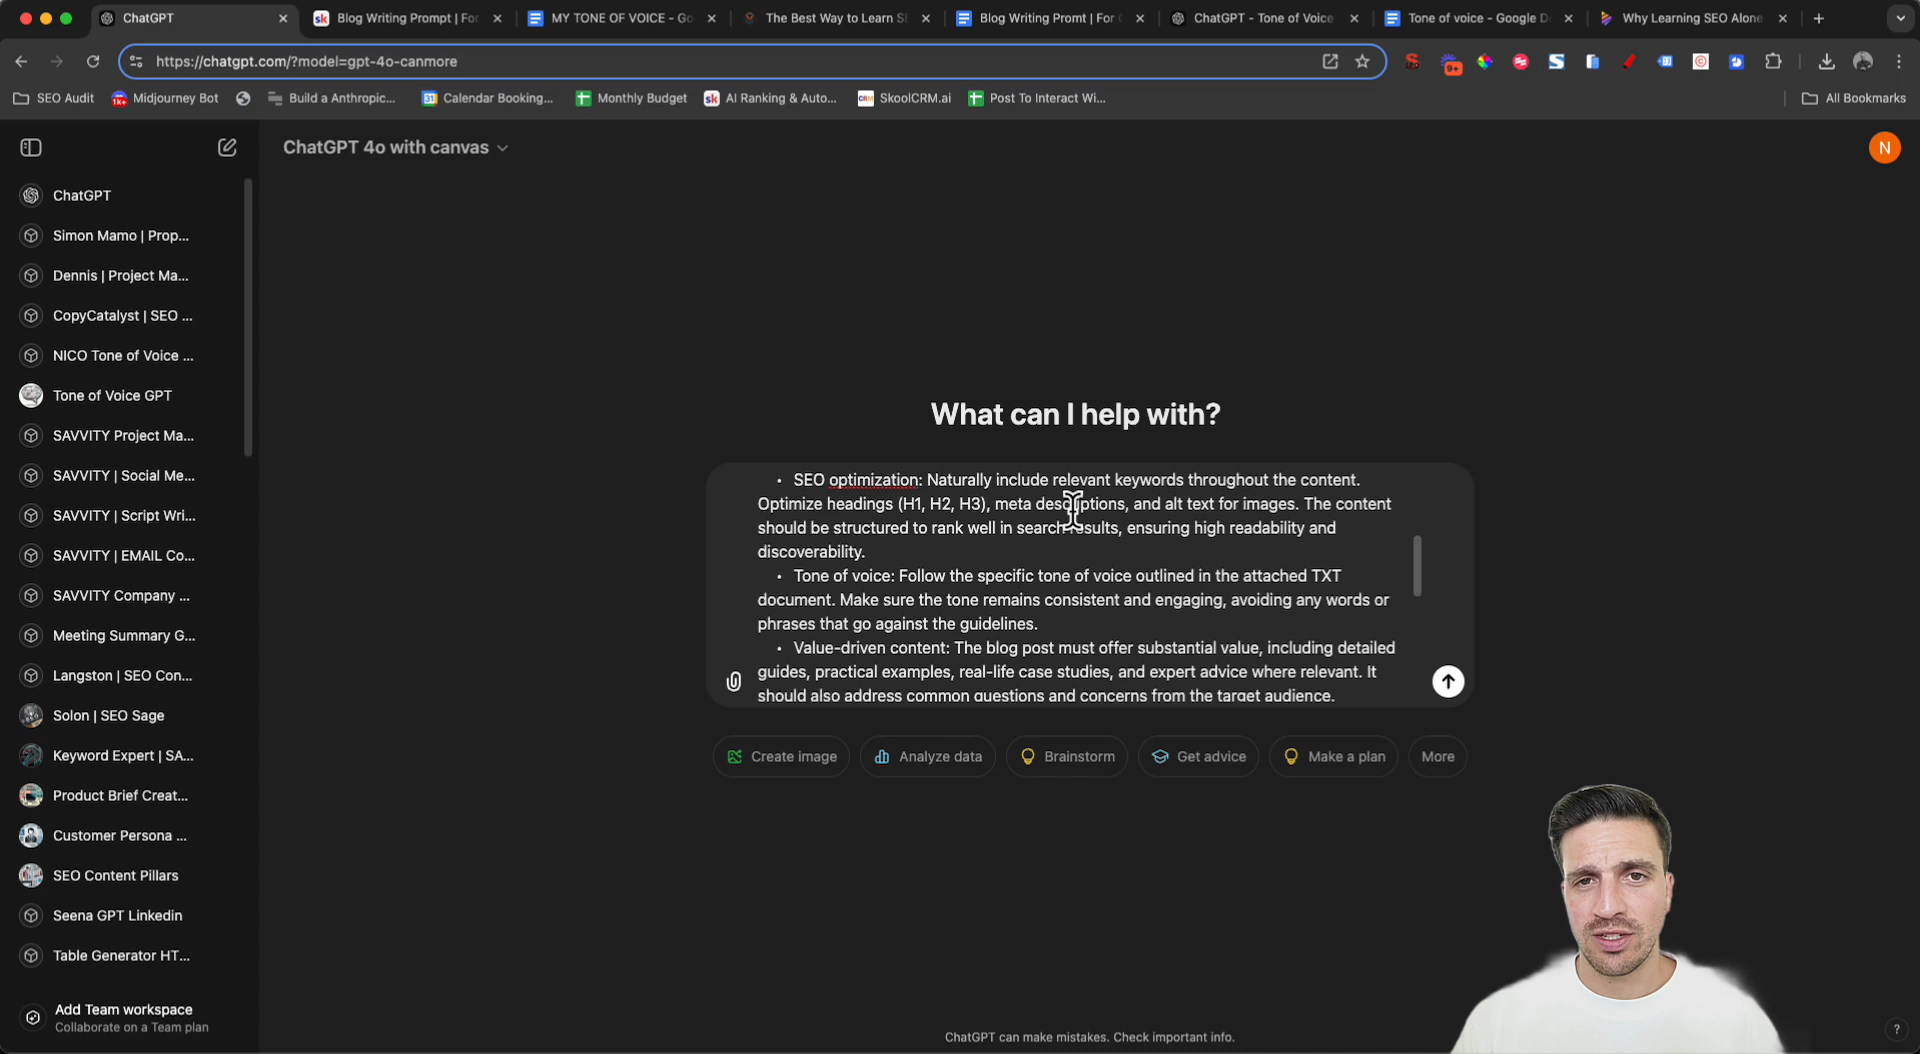 ChatGPT
Blog Writing Prompt | For
MY TONE OF VOICE - Go
The Best Way to Learn S
Blog Writing Promt | For
ChatGPT - Tone of Voice
Tone of voice - Google D
Why Learning SEO Alone
https://chatgpt.com/?model=gpt-4o-canmore
9+
SEO Audit
1k+
Midjourney Bot
Build a Anthropic...
Calendar Booking...
Monthly Budget
AI Ranking & Auto...
SkoolCRM.ai
Post To Interact Wi...
All Bookmarks
ChatGPT 4o with canvas
N
ChatGPT
Simon Mamo | Prop...
Dennis | Project Ma...
CopyCatalyst | SEO ...
NICO Tone of Voice ...
Tone of Voice GPT
SAVVITY Project Ma...
SAVVITY | Social Me...
SAVVITY | Script Wri...
SAVVITY | EMAIL Co...
SAVVITY Company ...
Meeting Summary G...
Langston | SEO Con...
Solon | SEO Sage
Keyword Expert | SA...
Product Brief Creat...
Customer Persona ...
SEO Content Pillars
Seena GPT Linkedin
Table Generator HT...
Add Team workspace
Collaborate on a Team plan
What can I help with?
• SEO optimization: Naturally include relevant keywords throughout the content.
Optimize headings (H1, H2, H3), meta descriptions, and alt text for images. The content
should be structured to rank well in search results, ensuring high readability and
discoverability.
• Tone of voice: Follow the specific tone of voice outlined in the attached TXT
document. Make sure the tone remains consistent and engaging, avoiding any words or
phrases that go against the guidelines.
• Value-driven content: The blog post must offer substantial value, including detailed
guides, practical examples, real-life case studies, and expert advice where relevant. It
should also address common questions and concerns from the target audience.
Create image
Analyze data
Brainstorm
Get advice
Make a plan
More
ChatGPT can make mistakes. Check important info.
?